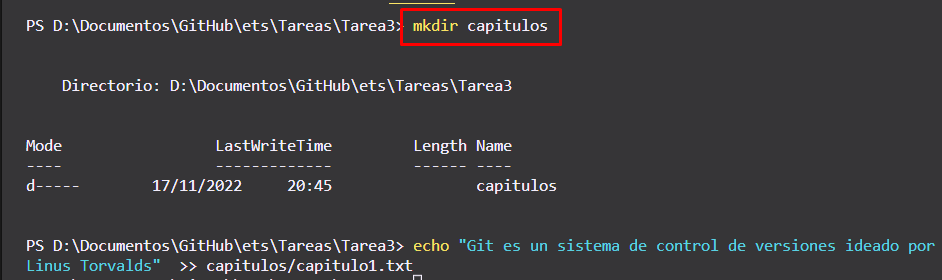 PS D:\Documentos\GitHub\ets\Tareas\Tarea3> mkdir capitulos
Directorio: D:\Documentos\GitHub\ets\Tareas\Tarea3
Mode LastWriteTime Length Name
---- ------------- ------ ----
d----- 17/11/2022 20:45 capitulos
PS D:\Documentos\GitHub\ets\Tareas\Tarea3> echo "Git es un sistema de control de versiones ideado por
Linus Torvalds" >> capitulos/capitulo1.txt